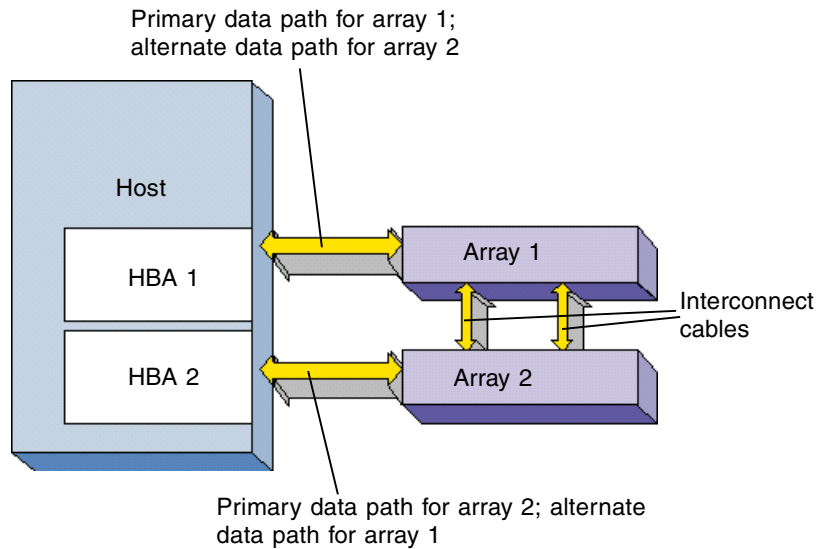 Primary data path for array 1;
alternate data path for array 2
Host
HBA 1
Array 1
Interconnect
cables
HBA 2
Array 2
Primary data path for array 2; alternate
data path for array 1